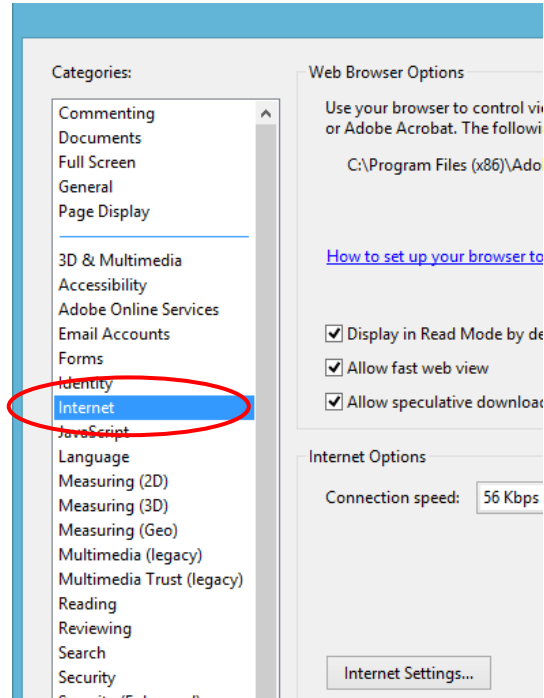 Categories:
Commenting
Documents
Full Screen
General
Page Display
3D & Multimedia
Accessibility
Adobe Online Services
Email Accounts
Forms
Identity
Internet
JavaScript
Language
Measuring (2D)
Measuring (3D)
Measuring (Geo)
Multimedia (legacy)
Multimedia Trust (legacy)
Reading
Reviewing
Search
Security
Web Browser Options
Use your browser to control
or Adobe Acrobat. The
C:\Program Files (x86)\Ado
How to set up your browser to
Display in Read Mode by
Allow fast web view
Allow speculative
Internet Options
Connection speed: 56 Kbps
Internet Settings...